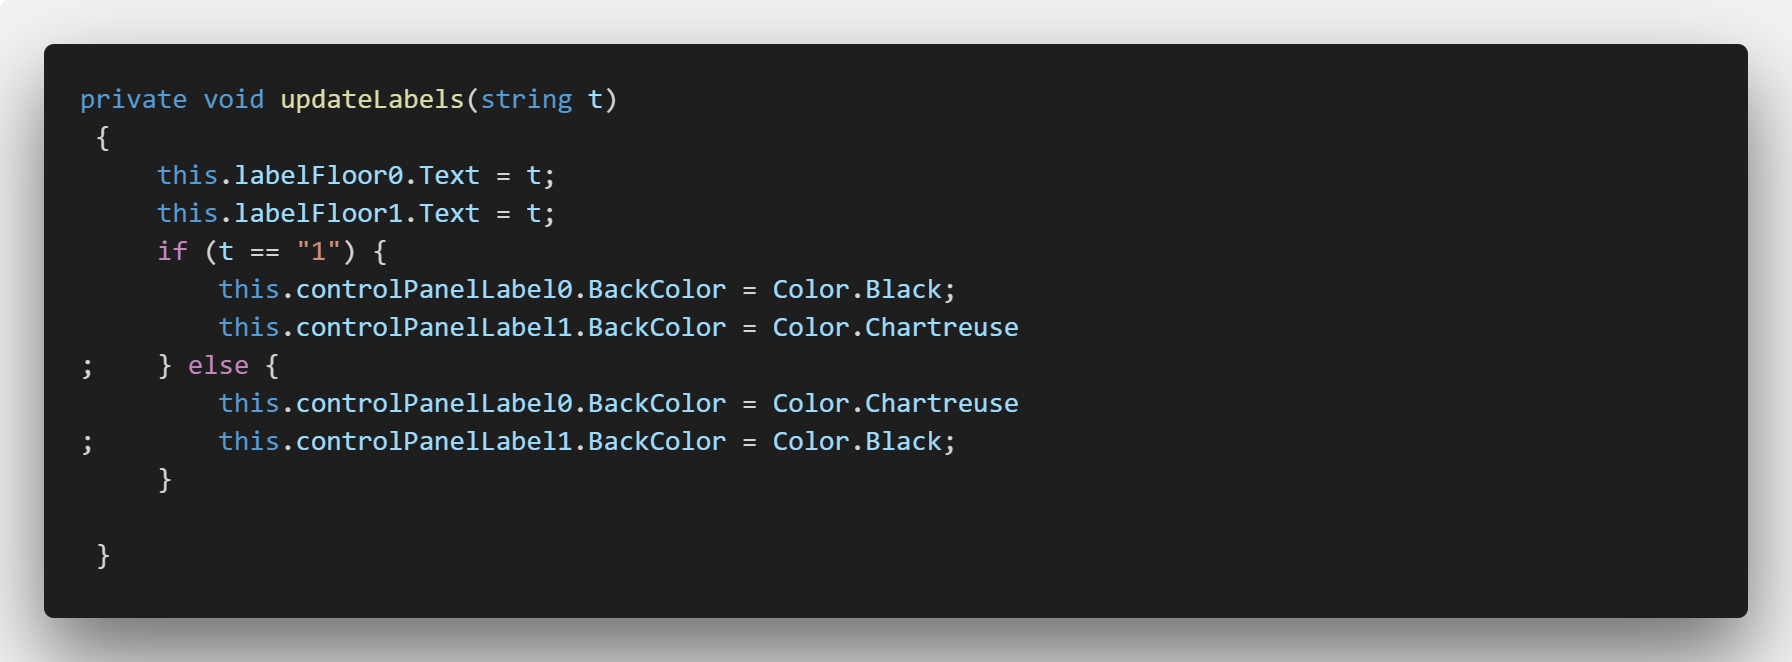 private void updateLabels(string t)
 {
     this.labelFloor0.Text = t;
     this.labelFloor1.Text = t;
     if (t == "1") {
         this.controlPanelLabel0.BackColor = Color.Black;
         this.controlPanelLabel1.BackColor = Color.Chartreuse
;    } else {
         this.controlPanelLabel0.BackColor = Color.Chartreuse
;        this.controlPanelLabel1.BackColor = Color.Black;
     }

 }